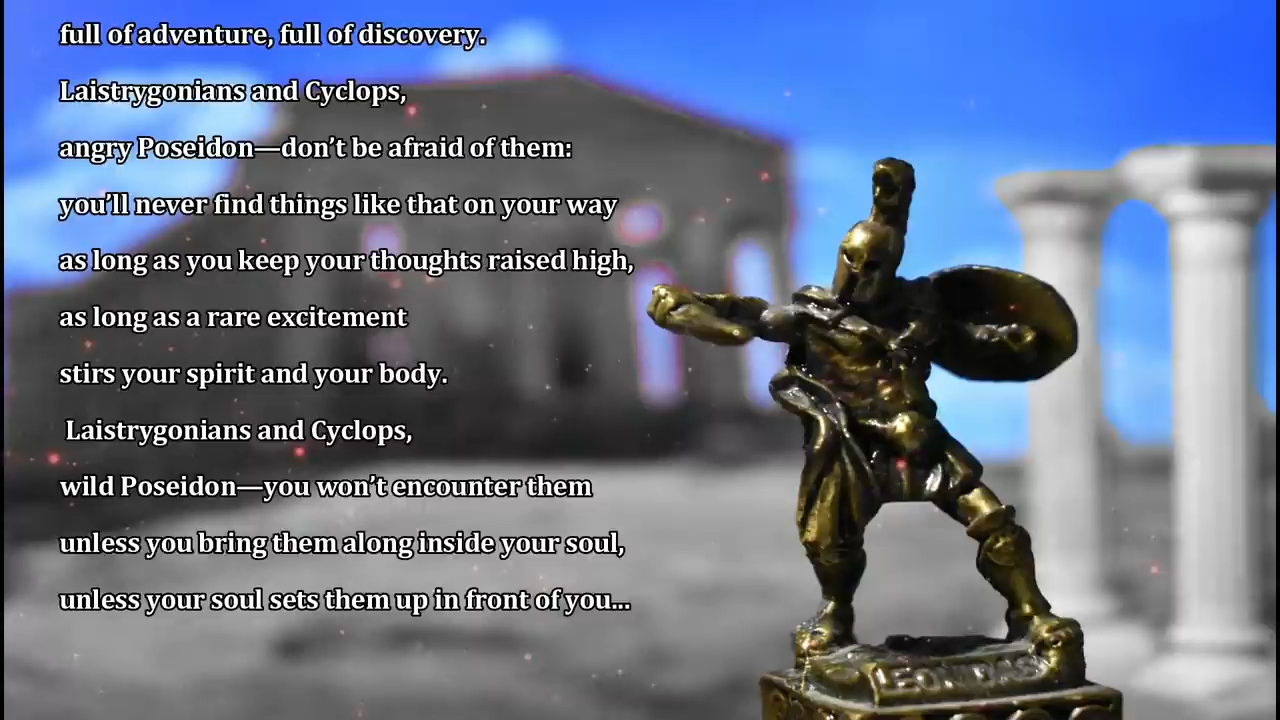 full of adventure, full of discovery.
Laistrygonians and Cyclops,
angry Poseidon—don’t be afraid of them:
you’ll never find things like that on your way
as long as you keep your thoughts raised high,
as long as a rare excitement
stirs your spirit and your body.
Laistrygonians and Cyclops,
wild Poseidon—you won’t encounter them
unless you bring them along inside your soul,
unless your soul sets them up in front of you...
LEONIDAS